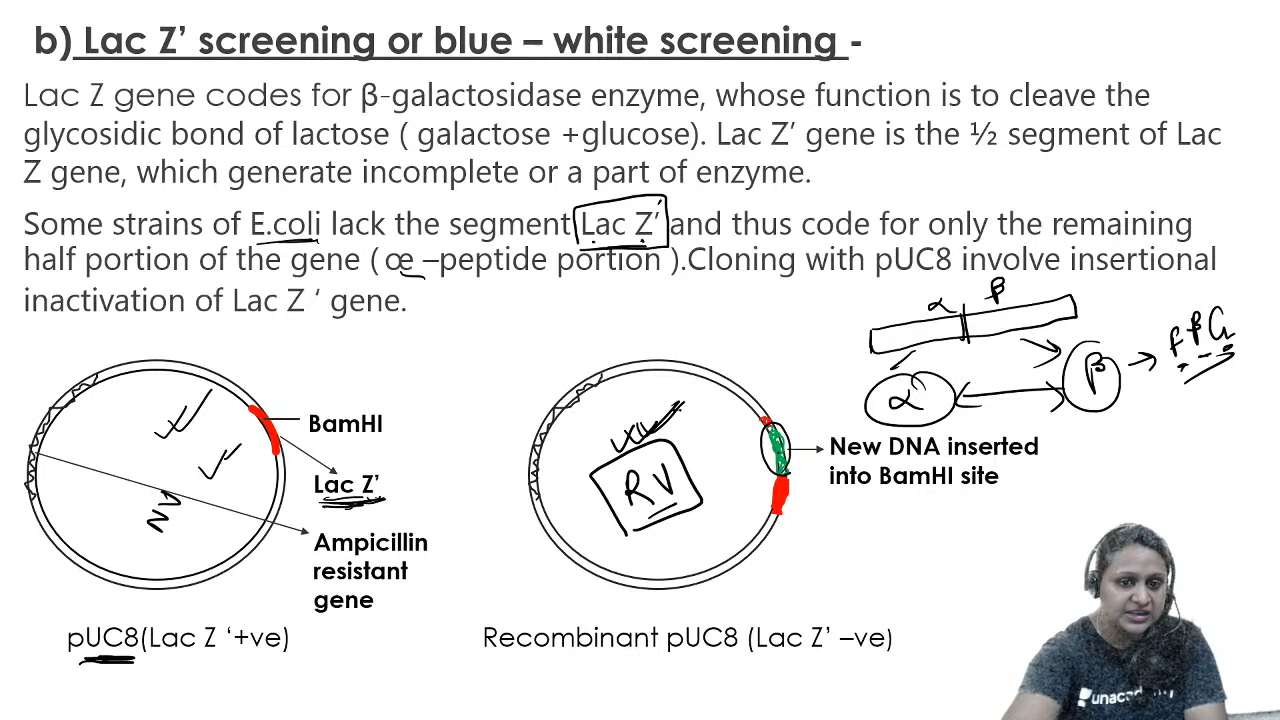 b) Lac Z’ screening or blue – white screening -
Lac Z gene codes for β-galactosidase enzyme, whose function is to cleave the
glycosidic bond of lactose ( galactose +glucose). Lac Z’ gene is the ½ segment of Lac
Z gene, which generate incomplete or a part of enzyme.
Some strains of E.coli lack the segment Lac Z’ and thus code for only the remaining
half portion of the gene ( œ –peptide portion ).Cloning with pUC8 involve insertional
inactivation of Lac Z ‘ gene.
α β
α β
BamHI
Lac Z’
Ampicillin
resistant
gene
NV
RV
New DNA inserted
into BamHI site
pUC8(Lac Z ‘+ve)
Recombinant pUC8 (Lac Z’ –ve)
unacademy